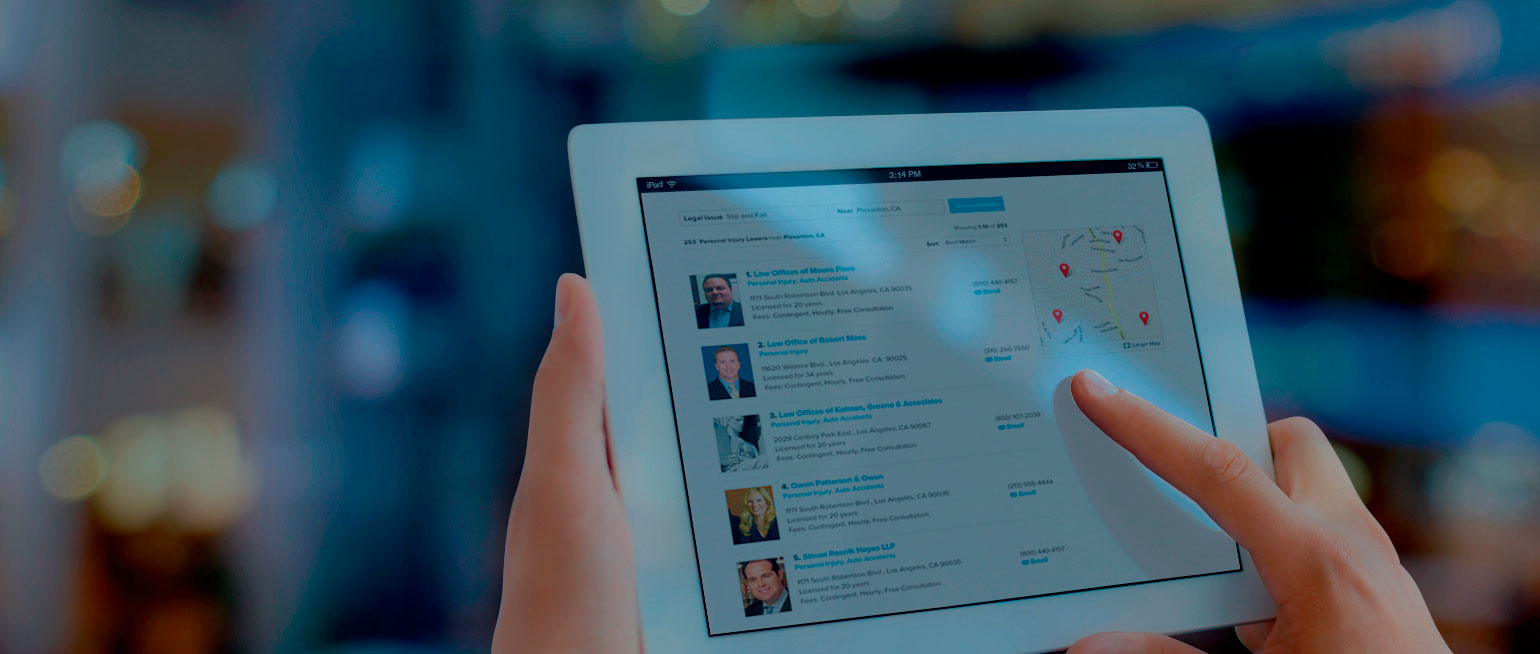 iPad 3:14 PM 32%
Legal Issue Slip and Fall Near Plesanton, CA
Showing 1-10 of 253
253 Personal Injury Lawers near Plesanton, CA
Sort: Best Match
1. Law Offices of Mauro Fiore
Personal Injury, Auto Accidents
1171 South Robertson Blvd, Los Angeles, CA 90035
Licensed for 20 years
Fees: Contingent, Hourly, Free Consultation
(800) 440-4157
Email
Larger Map
2. Law Office of Robert Mass
Personal Injury
11620 Wilshire Blvd., Los Angeles CA 90025
Licensed for 34 years
Fees: Contingent, Hourly, Free Consultation
(310) 260-7650
Email
3. Law Offices of Kalman, Greene & Associates
Personal Injury, Auto Accidents
2029 Century Park East., Los Angeles, CA 90067
Licensed for 20 years
Fees: Contingent, Hourly, Free Consultation
(800) 107-2030
Email
4. Owen Patterson & Owen
Personal Injury, Auto Accidents
1171 South Robertson Blvd., Los Angeles, CA 90035
Licensed for 20 years
Fees: Contingent, Hourly, Free Consultation
(213) 986-4444
Email
5. Simon Resnik Hayes LLP
Personal Injury, Auto Accidents
1171 South Robertson Blvd., Los Angeles, CA 90035
Licensed for 20 years
Fees: Contingent, Hourly, Free Consultation
(800) 440-4157
Email